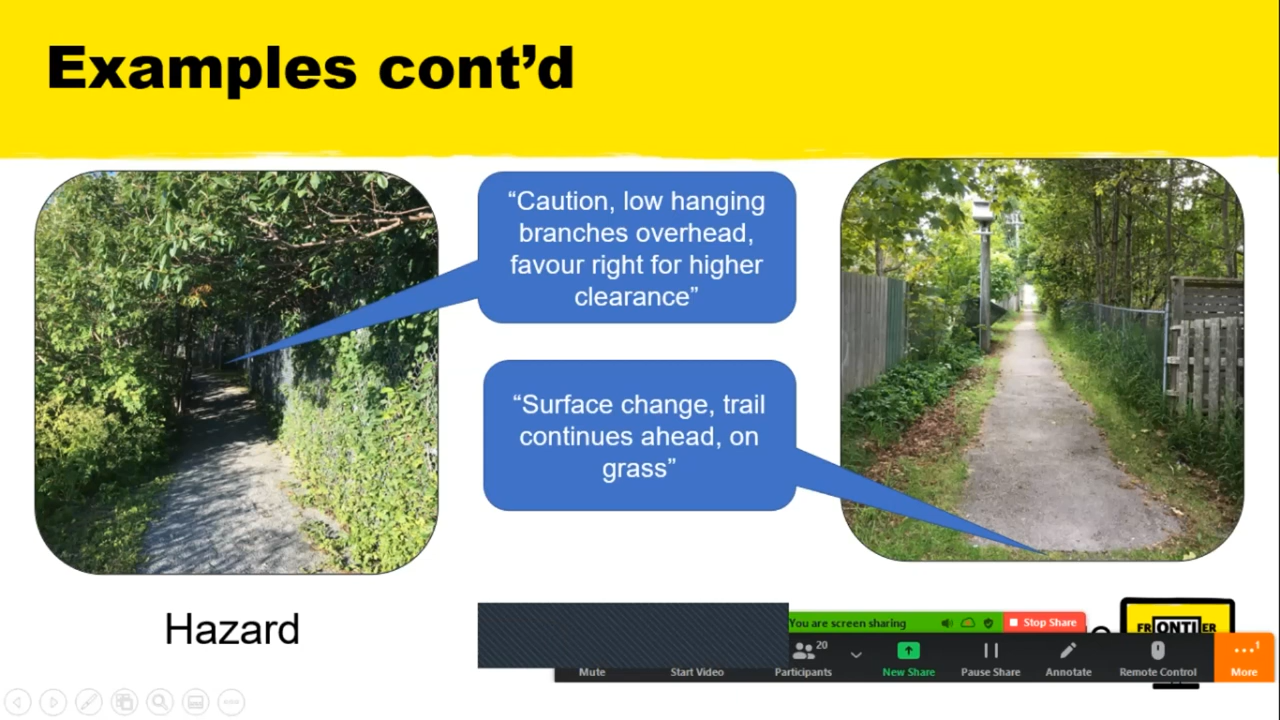 Examples cont’d
“Caution, low hanging
branches overhead,
favour right for higher
clearance”
“Surface change, trail
continues ahead, on
grass”
Hazard
You are screen sharing
Stop Share
FRONTIER
20
1
Mute
Start Video
Participants
New Share
Pause Share
Annotate
Remote Control
More